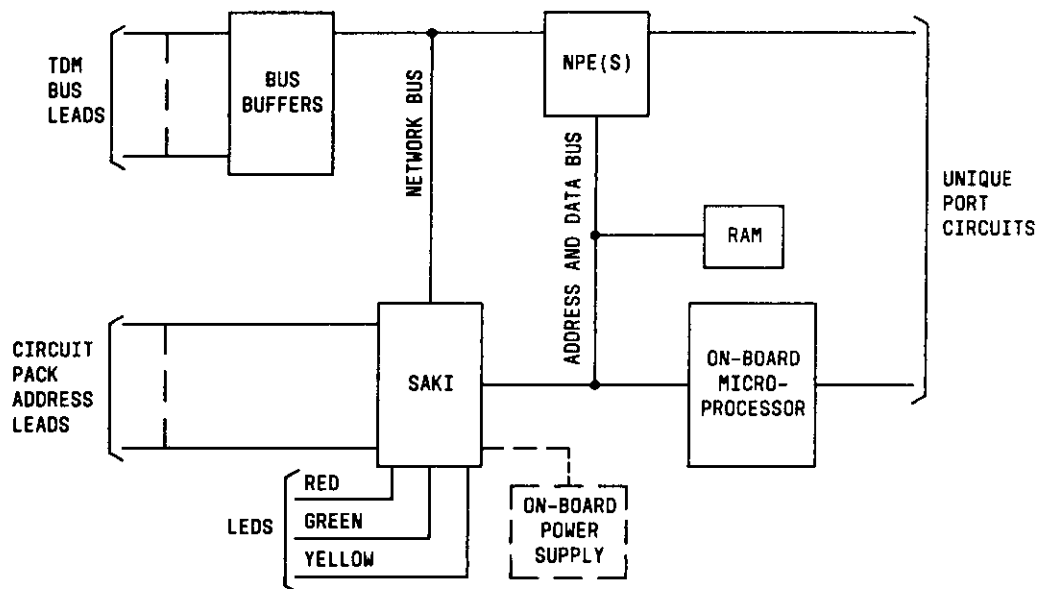 TDM
BUS
LEADS
BUS
BUFFERS
NETWORK BUS
NPE(S)
ADDRESS AND DATA BUS
RAM
UNIQUE
PORT
CIRCUITS
CIRCUIT
PACK
ADDRESS
LEADS
SAKI
ON-BOARD
MICRO-
PROCESSOR
LEDS
RED
GREEN
YELLOW
ON-BOARD
POWER
SUPPLY